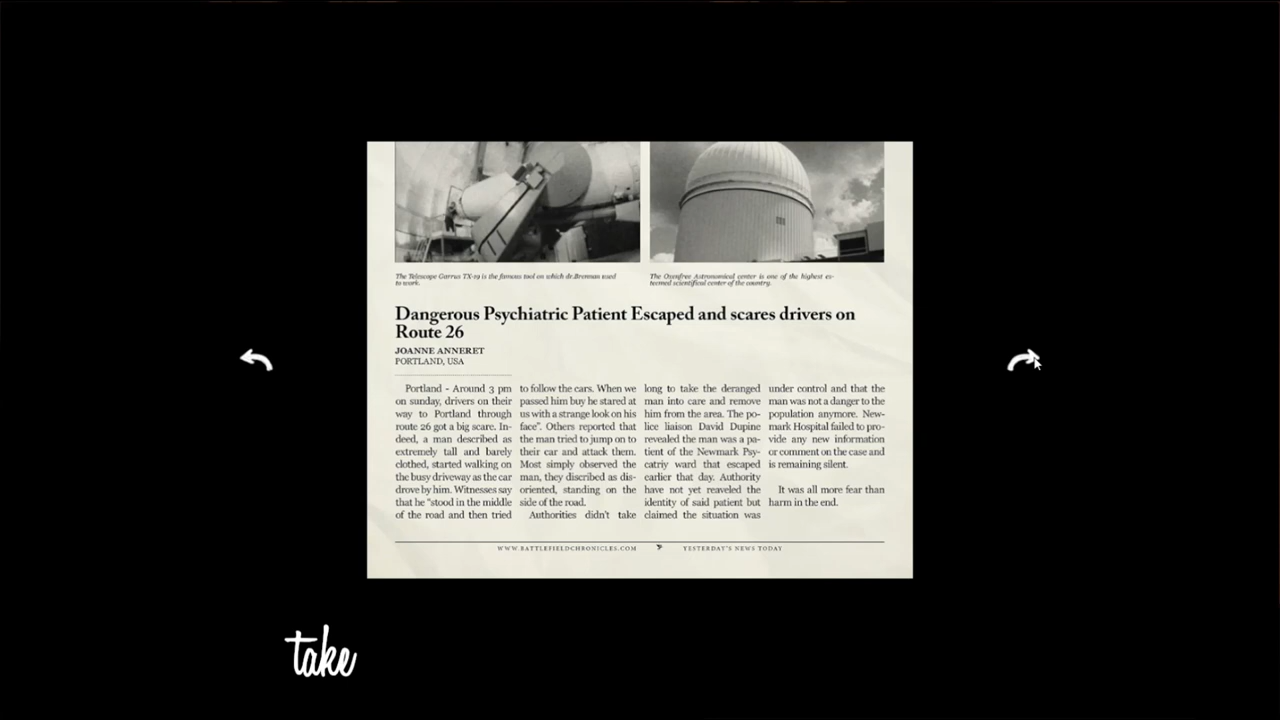 The Telescope Garrus TX-19 is the famous tool on which dr.Brennan used
to work.
The Oxenfree Astronomical center is one of the highest es-
teemed scientifical center of the country.
Dangerous Psychiatric Patient Escaped and scares drivers on
Route 26
JOANNE ANNERET
PORTLAND, USA
Portland - Around 3 pm
on sunday, drivers on their
way to Portland through
route 26 got a big scare. In-
deed, a man described as
extremely tall and barely
clothed, started walking on
the busy driveway as the car
drove by him. Witnesses say
that he "stood in the middle
of the road and then tried
to follow the cars. When we
passed him buy he stared at
us with a strange look on his
face". Others reported that
the man tried to jump on to
their car and attack them.
Most simply observed the
man, they discribed as dis-
oriented, standing on the
side of the road.
Authorities didn't take
long to take the deranged
man into care and remove
him from the area. The po-
lice liaison David Dupine
revealed the man was a pa-
tient of the Newmark Psy-
catriy ward that escaped
earlier that day. Authority
have not yet reaveled the
identity of said patient but
claimed the situation was
under control and that the
man was not a danger to the
population anymore. New-
mark Hospital failed to pro-
vide any new information
or comment on the case and
is remaining silent.
It was all more fear than
harm in the end.
WWW.BATTLEFIELDCHRONICLES.COM
YESTERDAY'S NEWS TODAY
take